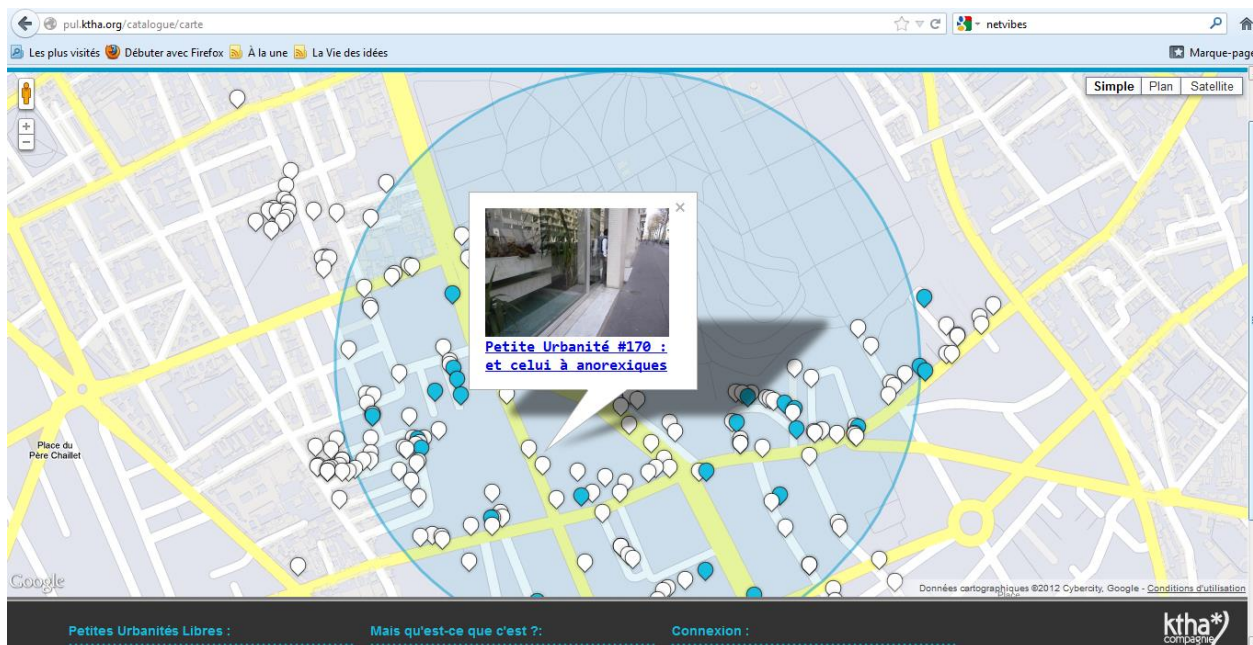 pul.ktha.org/catalogue/carte
netvibes
Les plus visités Débuter avec Firefox À la une La Vie des idées
Marque-page
Simple Plan Satellite
Petite Urbanité #170 :
et celui à anorexiques
Place du
Père Chaillet
Google
Données cartographiques ©2012 Cybercity, Google - Conditions d'utilisation
Place
Petites Urbanités Libres : Mais qu'est-ce que c'est ?: Connexion :
ktha*)
compagnie